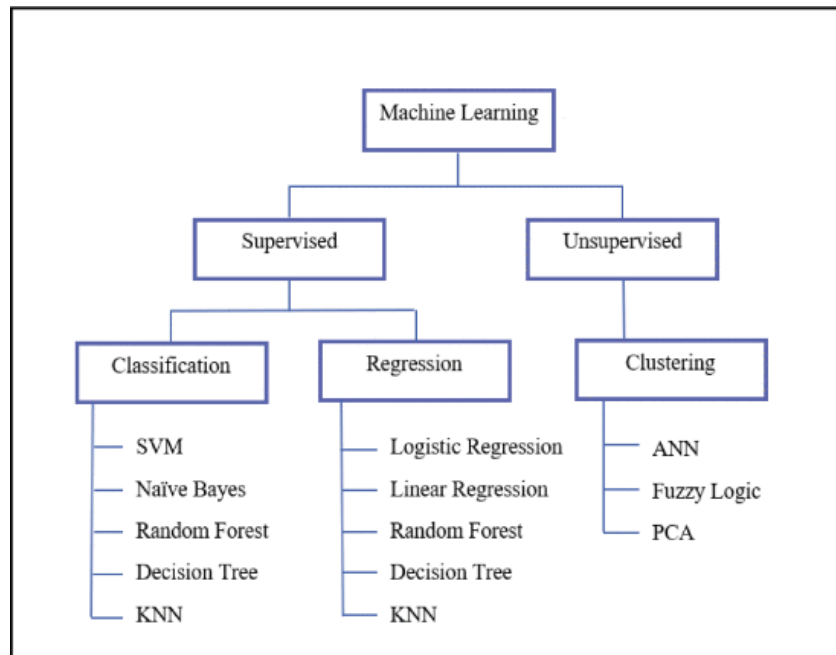 Machine Learning
Supervised
Unsupervised
Classification
Regression
Clustering
SVM
Naïve Bayes
Random Forest
Decision Tree
KNN
Logistic Regression
Linear Regression
Random Forest
Decision Tree
KNN
ANN
Fuzzy Logic
PCA